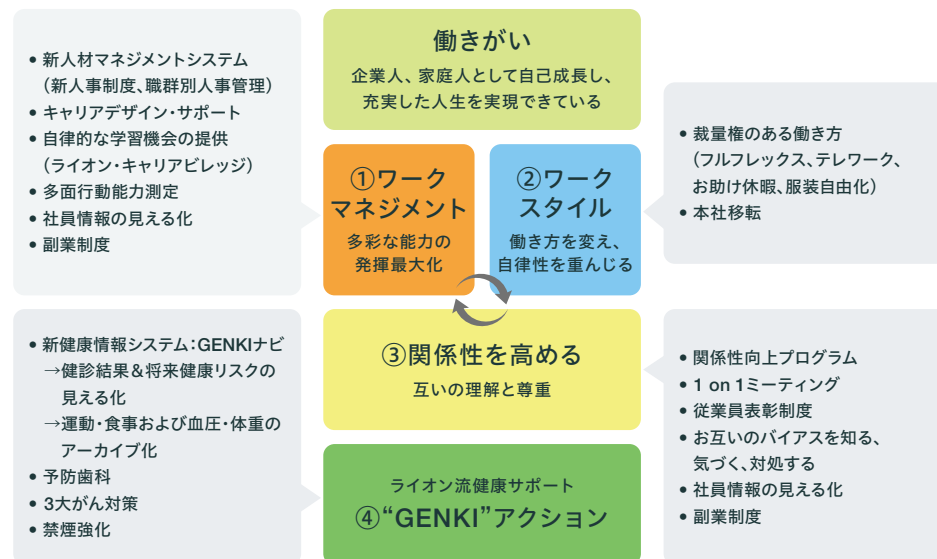 働きがい
企業人、家庭人として自己成長し、
充実した人生を実現できている
• 新人材マネジメントシステム
（新人事制度、職群別人事管理）
• キャリアデザイン・サポート
• 自律的な学習機会の提供
（ライオン・キャリアビレッジ）
• 多面行動能力測定
• 社員情報の見える化
• 副業制度
①ワーク
マネジメント
多彩な能力の
発揮最大化
②ワーク
スタイル
働き方を変え、
自律性を重んじる
• 裁量権のある働き方
（フルフレックス、テレワーク、
お助け休暇、服装自由化）
• 本社移転
③関係性を高める
互いの理解と尊重
• 関係性向上プログラム
• 1 on 1ミーティング
• 従業員表彰制度
• お互いのバイアスを知る、
気づく、対処する
• 社員情報の見える化
• 副業制度
• 新健康情報システム：GENKIナビ
→健診結果＆将来健康リスクの
見える化
→運動・食事および血圧・体重の
アーカイブ化
• 予防歯科
• 3大がん対策
• 禁煙強化
ライオン流健康サポート
④“GENKI”アクション